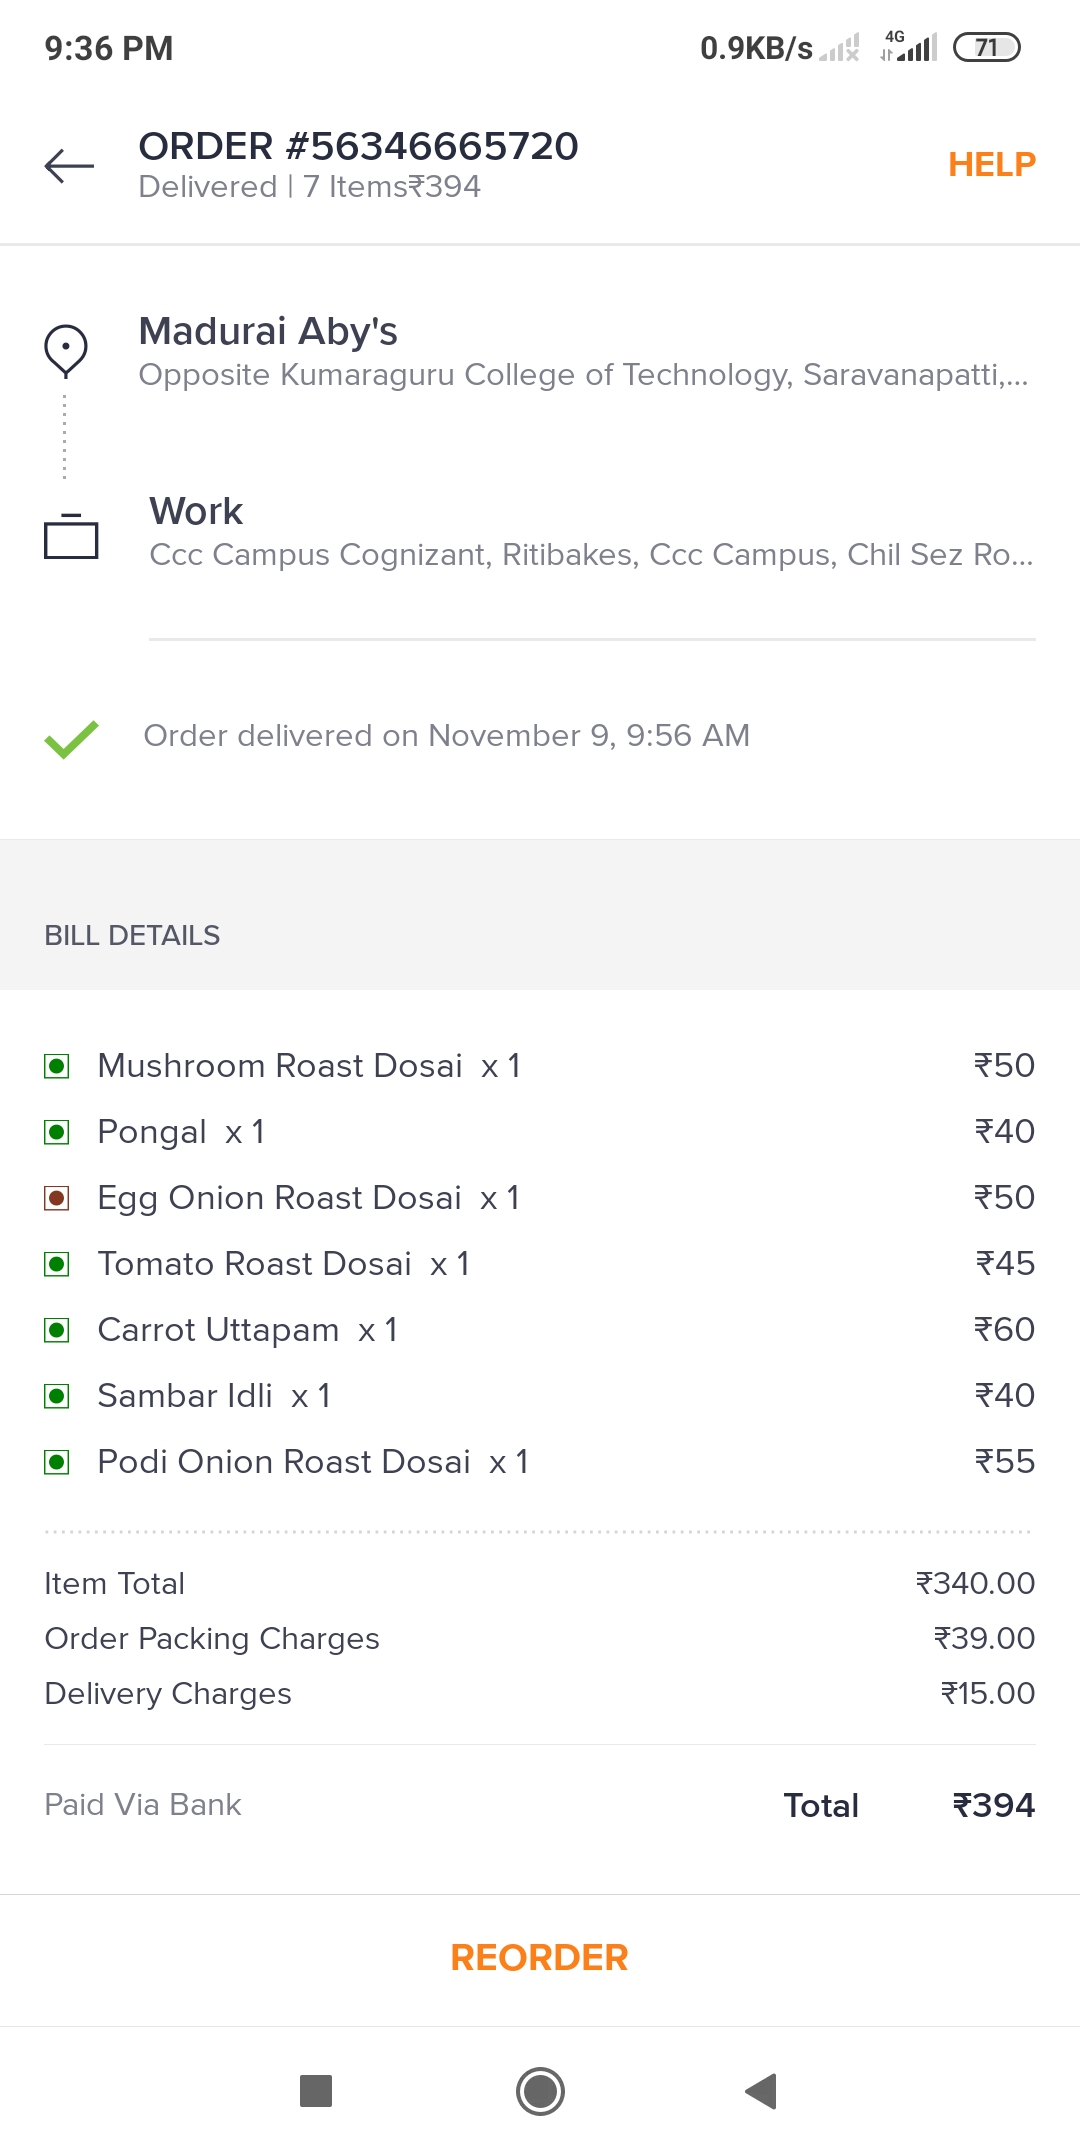 9:36 PM 0.9KB/s 4G 71
ORDER #56346665720
HELP
Delivered | 7 Items₹394
Madurai Aby's
Opposite Kumaraguru College of Technology, Saravanapatti,...
Work
Ccc Campus Cognizant, Ritibakes, Ccc Campus, Chil Sez Ro...
Order delivered on November 9, 9:56 AM
BILL DETAILS
Mushroom Roast Dosai x 1 ₹50
Pongal x 1 ₹40
Egg Onion Roast Dosai x 1 ₹50
Tomato Roast Dosai x 1 ₹45
Carrot Uttapam x 1 ₹60
Sambar Idli x 1 ₹40
Podi Onion Roast Dosai x 1 ₹55
Item Total ₹340.00
Order Packing Charges ₹39.00
Delivery Charges ₹15.00
Paid Via Bank Total ₹394
REORDER